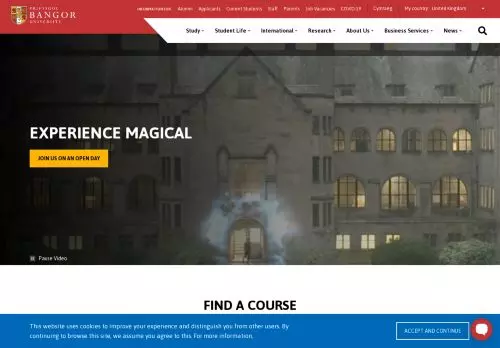 PRIFYSGOL
BANGOR
UNIVERSITY
INFORMATION FOR:
Alumni
Applicants
Current Students
Staff
Parents
Job Vacancies
COVID-19
Cymraeg
My country: United Kingdom
Study
Student Life
International
Research
About Us
Business Services
News
EXPERIENCE MAGICAL
JOIN US ON AN OPEN DAY
Pause Video
FIND A COURSE
This website uses cookies to improve your experience and distinguish you from other users. By
continuing to browse this site, we assume you agree to this. For more information.
ACCEPT AND CONTINUE